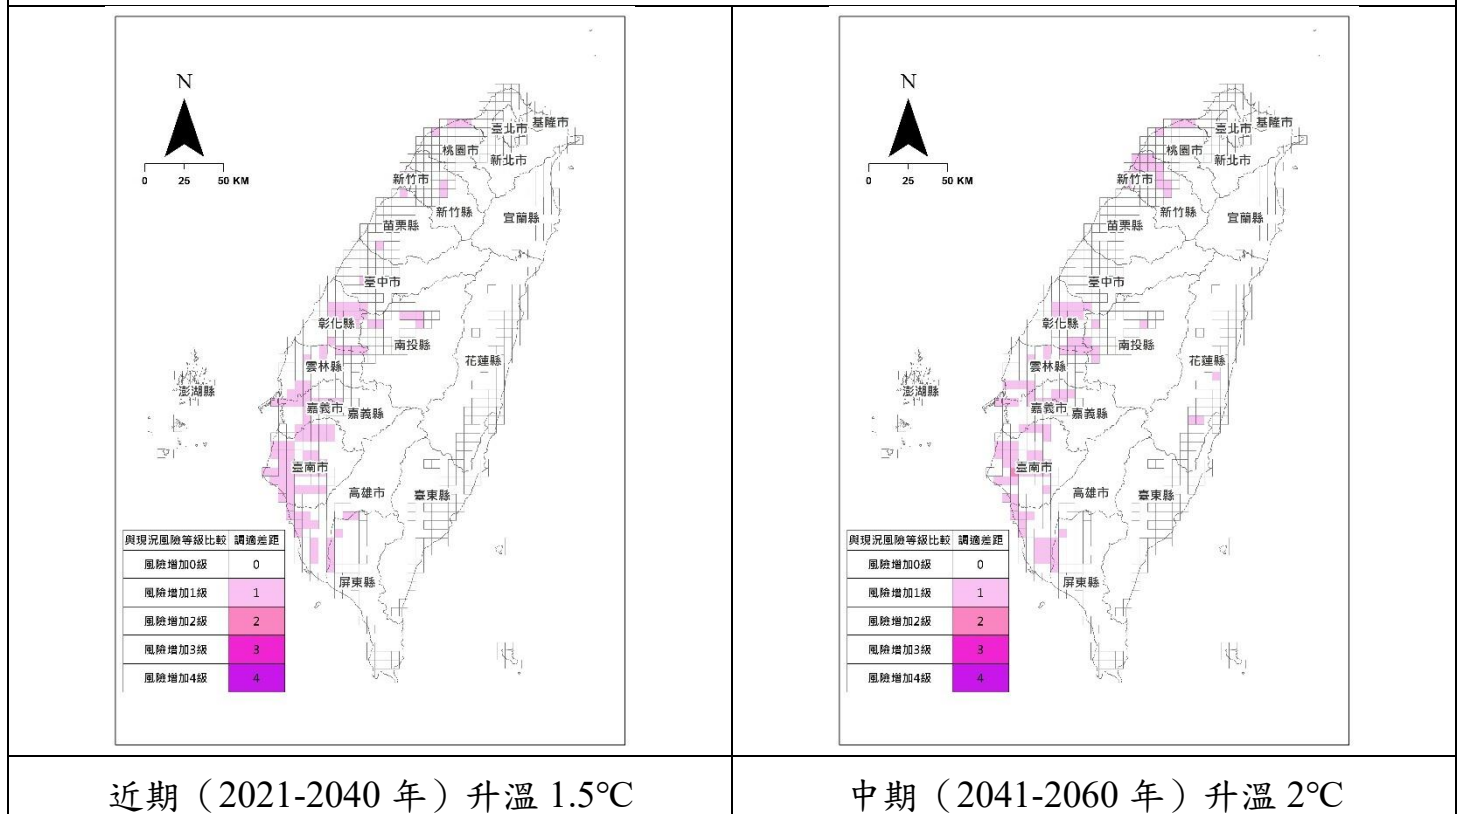 N
0 25 50 KM
基隆市
臺北市
桃園市
新北市
新竹市
新竹縣
宜蘭縣
苗栗縣
臺中市
彰化縣
南投縣
花蓮縣
雲林縣
澎湖縣
嘉義市
嘉義縣
臺南市
高雄市
臺東縣
屏東縣
與現況風險等級比較 調適差距
風險增加0級 0
風險增加1級 1
風險增加2級 2
風險增加3級 3
風險增加4級 4
近期（2021-2040 年）升溫 1.5℃
N
0 25 50 KM
基隆市
臺北市
桃園市
新北市
新竹市
新竹縣
宜蘭縣
苗栗縣
臺中市
彰化縣
南投縣
花蓮縣
雲林縣
澎湖縣
嘉義市
嘉義縣
臺南市
高雄市
臺東縣
屏東縣
與現況風險等級比較 調適差距
風險增加0級 0
風險增加1級 1
風險增加2級 2
風險增加3級 3
風險增加4級 4
中期（2041-2060 年）升溫 2℃